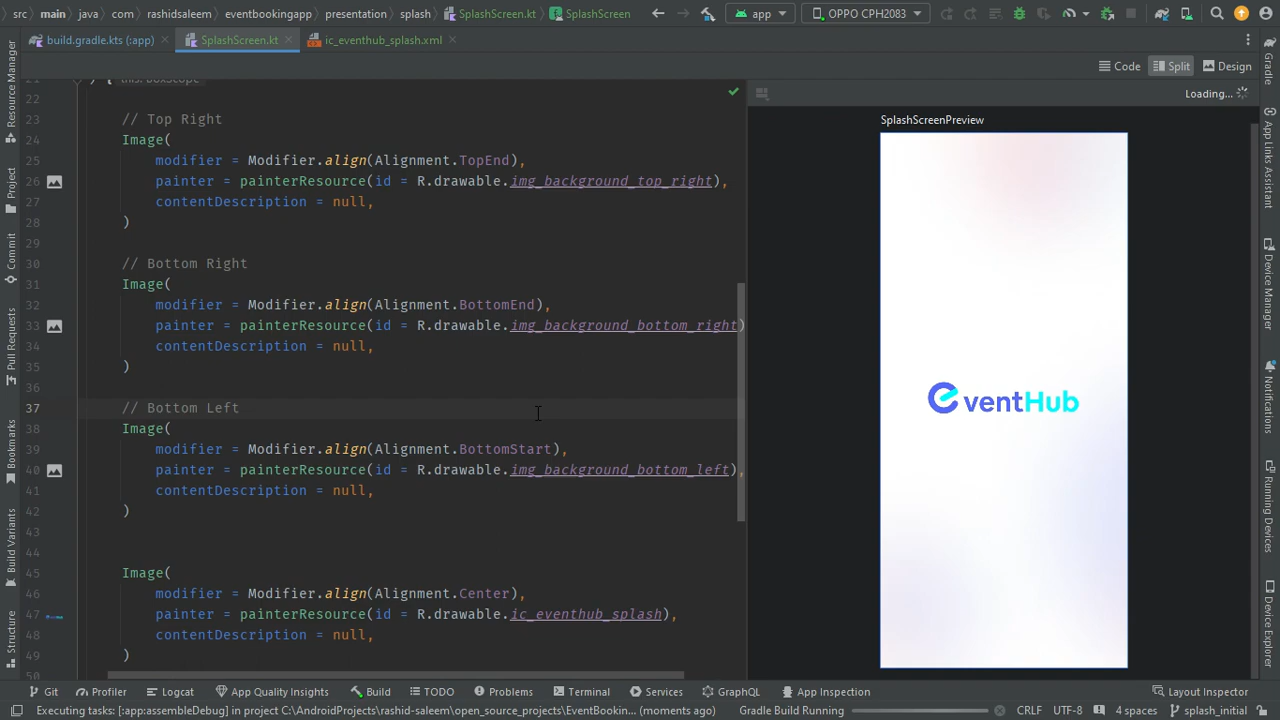 src main java com rashidsaleem eventbookingapp presentation splash SplashScreen.kt SplashScreen app OPPO CPH2083
build.gradle.kts (:app) SplashScreen.kt ic_eventhub_splash.xml
Code Split Design
Loading...
Resource Manager
Project
Commit
Pull Requests
Bookmarks
Build Variants
Structure
22
23 // Top Right
24 Image(
25 modifier = Modifier.align(Alignment.TopEnd),
26 painter = painterResource(id = R.drawable.img_background_top_right),
27 contentDescription = null,
28 )
29
30 // Bottom Right
31 Image(
32 modifier = Modifier.align(Alignment.BottomEnd),
33 painter = painterResource(id = R.drawable.img_background_bottom_right)
34 contentDescription = null,
35 )
36
37 // Bottom Left
38 Image(
39 modifier = Modifier.align(Alignment.BottomStart),
40 painter = painterResource(id = R.drawable.img_background_bottom_left),
41 contentDescription = null,
42 )
43
44
45 Image(
46 modifier = Modifier.align(Alignment.Center),
47 painter = painterResource(id = R.drawable.ic_eventhub_splash),
48 contentDescription = null,
49 )
SplashScreenPreview
eventHub
Gradle
App Links Assistant
Device Manager
Notifications
Running Devices
Device Explorer
Git Profiler Logcat App Quality Insights Build TODO Problems Terminal Services GraphQL App Inspection Layout Inspector
Executing tasks: [:app:assembleDebug] in project C:\AndroidProjects\rashid-saleem\open_source_projects\EventBookin... (moments ago) Gradle Build Running CRLF UTF-8 4 spaces splash_initial